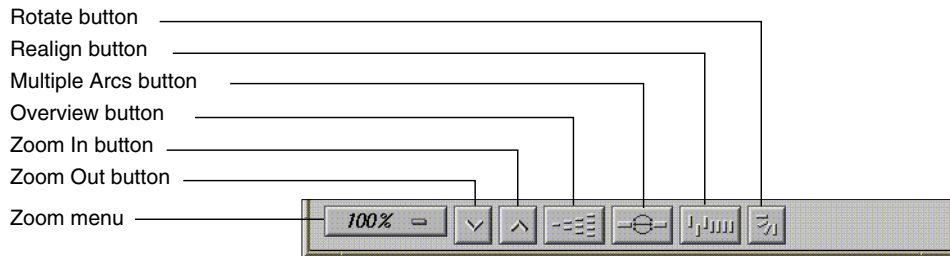 Rotate button
Realign button
Multiple Arcs button
Overview button
Zoom In button
Zoom Out button
Zoom menu
100%